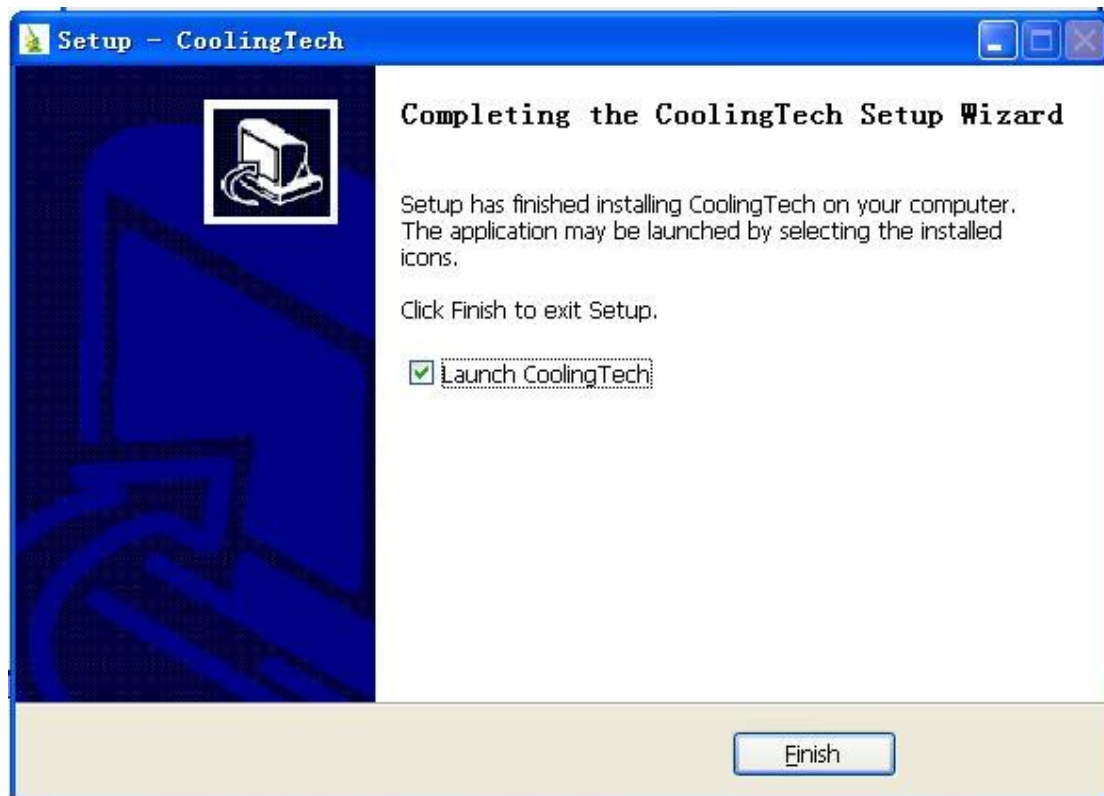 Setup - CoolingTech
Completing the CoolingTech Setup Wizard
Setup has finished installing CoolingTech on your computer.
The application may be launched by selecting the installed
icons.
Click Finish to exit Setup.
Launch CoolingTech
Finish